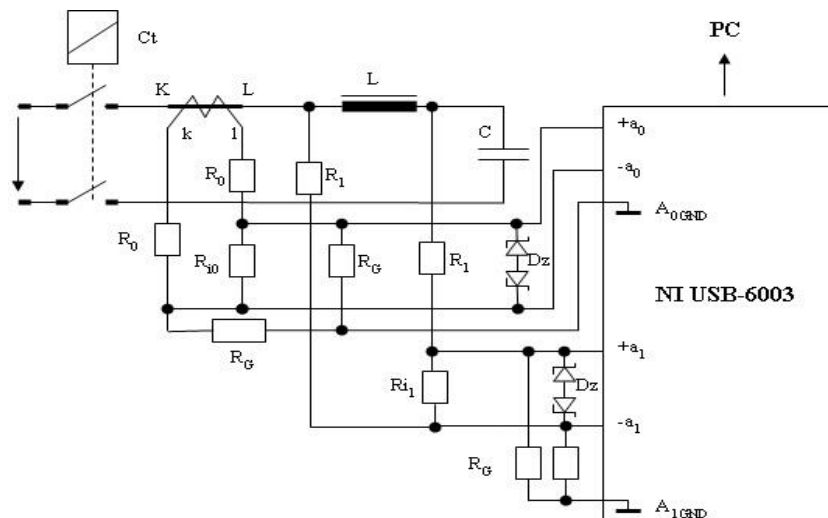 Ct
PC
K
L
L
k
l
C
+a0
R0
R1
-a0
A0GND
R0
Ri0
RG
R1
Dz
NI USB-6003
RG
+a1
Ri1
Dz
-a1
RG
A1GND